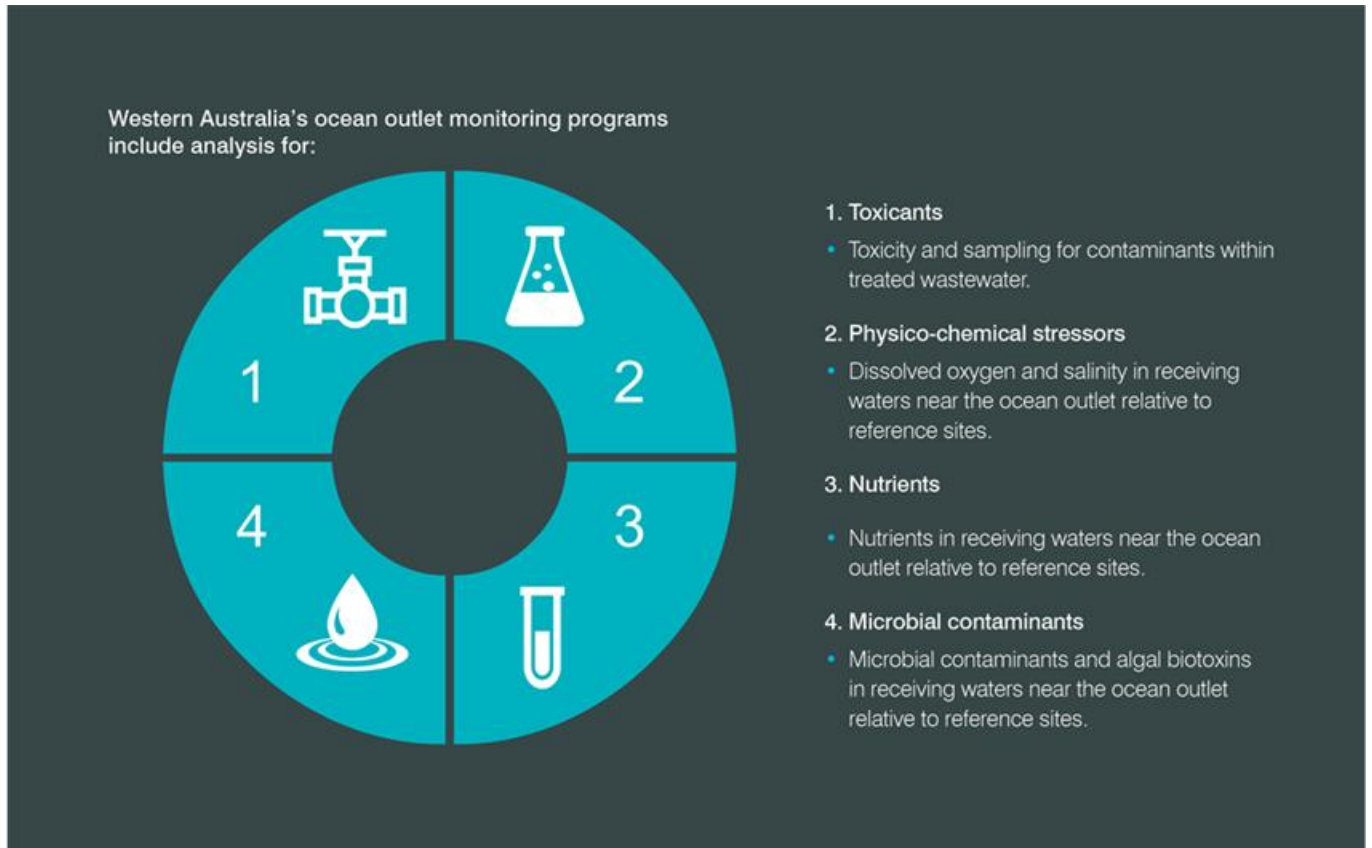 Western Australia's ocean outlet monitoring programs
include analysis for:
1
2
4
3
1. Toxicants
• Toxicity and sampling for contaminants within
treated wastewater.
2. Physico-chemical stressors
• Dissolved oxygen and salinity in receiving
waters near the ocean outlet relative to
reference sites.
3. Nutrients
• Nutrients in receiving waters near the ocean
outlet relative to reference sites.
4. Microbial contaminants
• Microbial contaminants and algal biotoxins
in receiving waters near the ocean outlet
relative to reference sites.